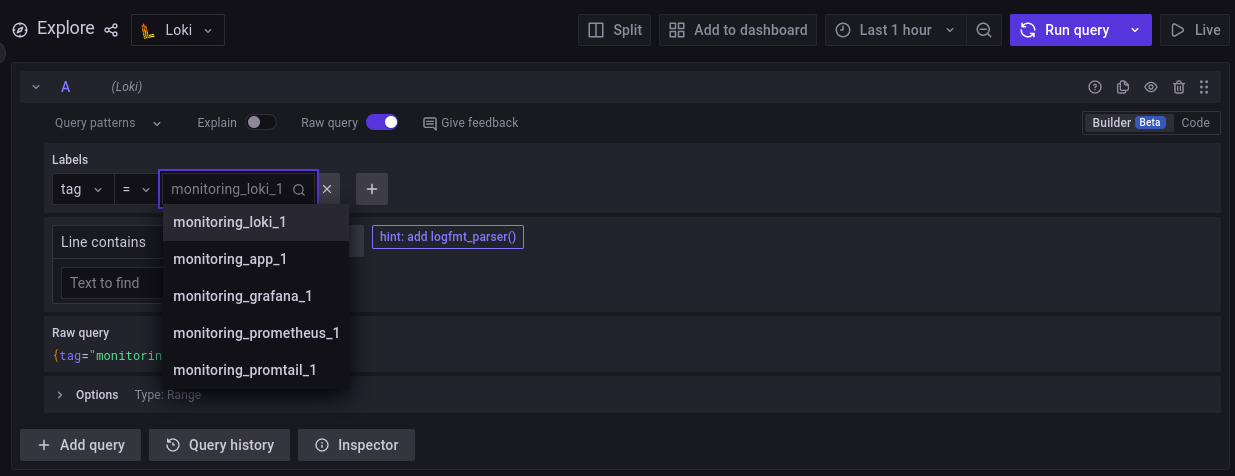 Explore Loki Split Add to dashboard Last 1 hour Run query Live
A (Loki)
Query patterns Explain Raw query Give feedback Builder Beta Code
Labels
tag = monitoring_loki_1
monitoring_loki_1
monitoring_app_1
monitoring_grafana_1
monitoring_prometheus_1
monitoring_promtail_1
Line contains hint: add logfmt_parser()
Text to find
Raw query
{tag="monitorin
Options Type: Range
Add query Query history Inspector